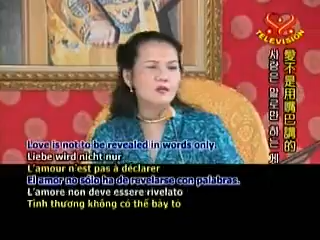 TELEVISION
愛不是用嘴巴講的
사랑은 말로만 하는 게
Love is not to be revealed in words only.
Liebe wird nicht nur
L'amour n'est pas à déclarer
El amor no sólo ha de revelarse con palabras.
L'amore non deve essere rivelato
Tình thương không có thể bày tỏ